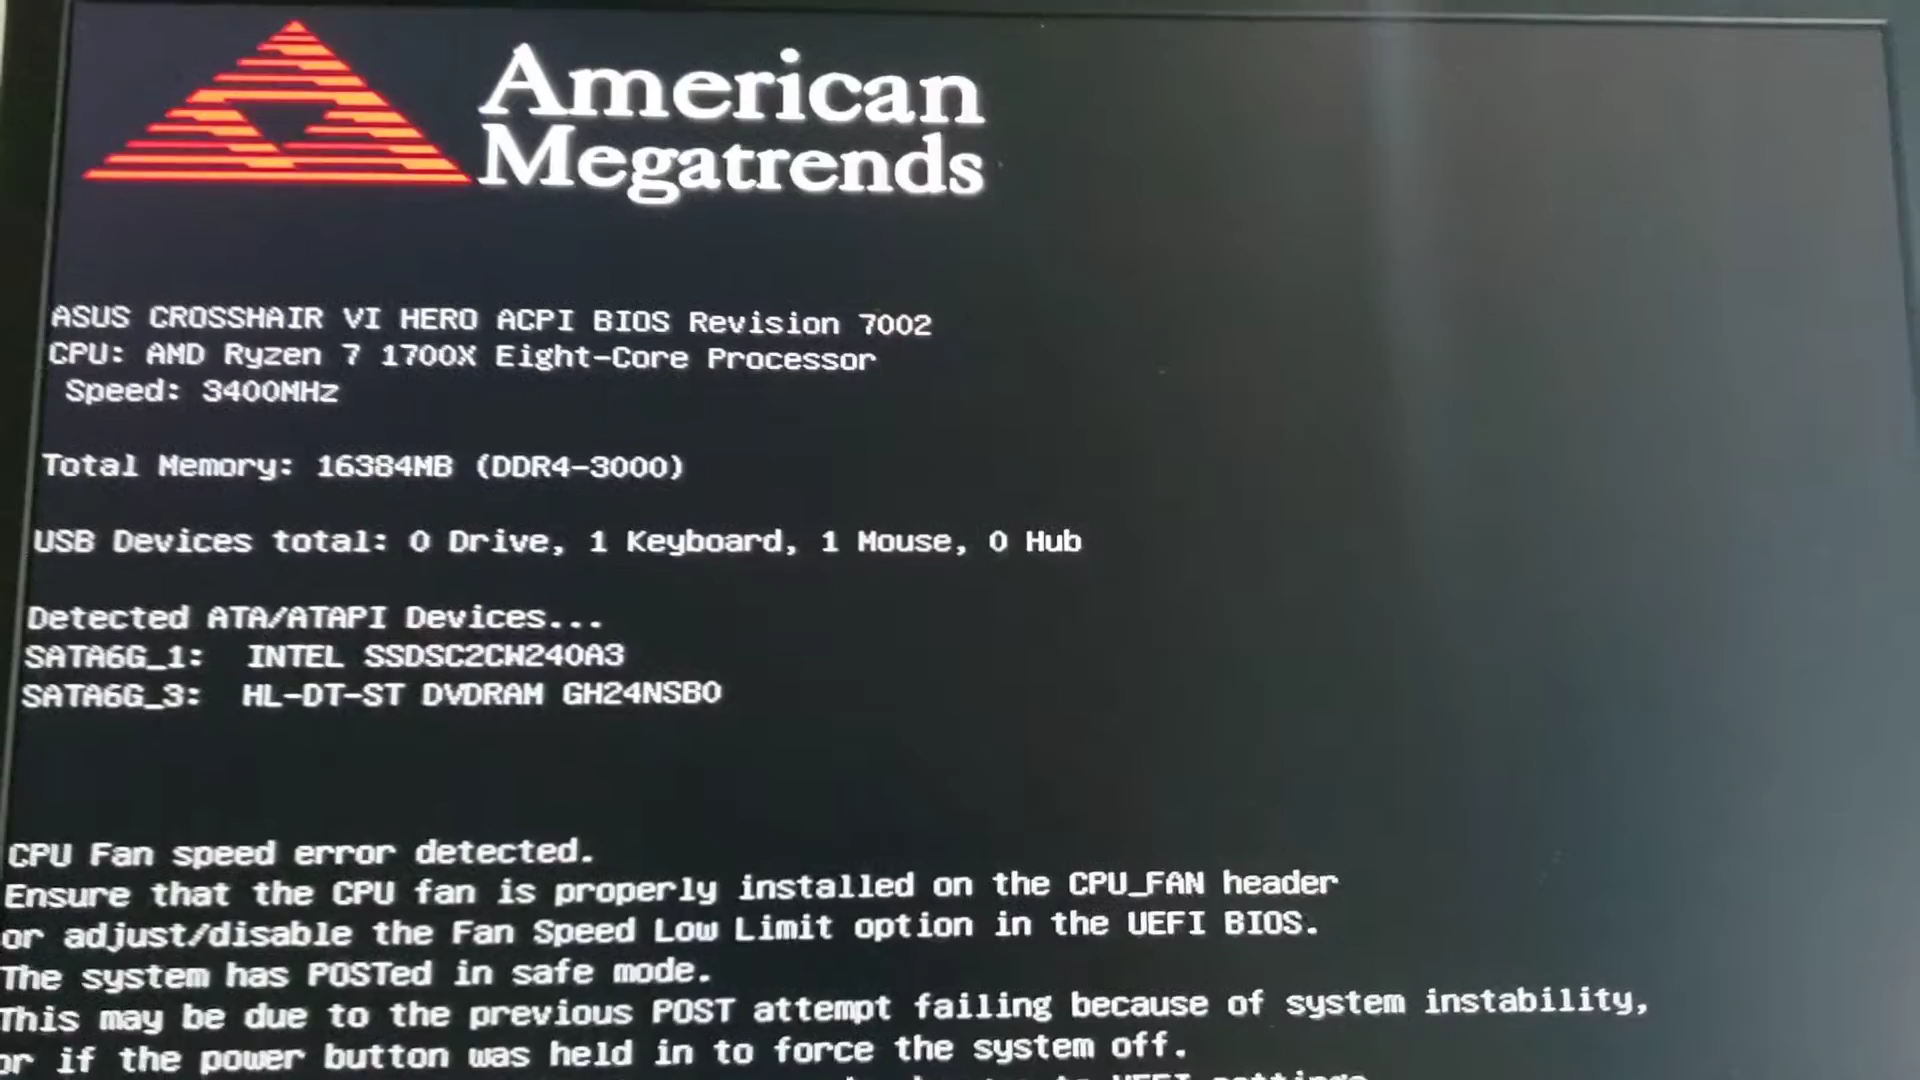 American
Megatrends
ASUS CROSSHAIR VI HERO ACPI BIOS Revision 7002
CPU: AMD Ryzen 7 1700X Eight-Core Processor
Speed: 3400MHz
Total Memory: 16384MB (DDR4-3000)
USB Devices total: 0 Drive, 1 Keyboard, 1 Mouse, 0 Hub
Detected ATA/ATAPI Devices...
SATA6G_1: INTEL SSDSC2CW240A3
SATA6G_3: HL-DT-ST DVDRAM GH24NSB0
CPU Fan speed error detected.
Ensure that the CPU fan is properly installed on the CPU_FAN header
or adjust/disable the Fan Speed Low Limit option in the UEFI BIOS.
The system has POSTed in safe mode.
This may be due to the previous POST attempt failing because of system instability,
or if the power button was held in to force the system off.
UEFI settings